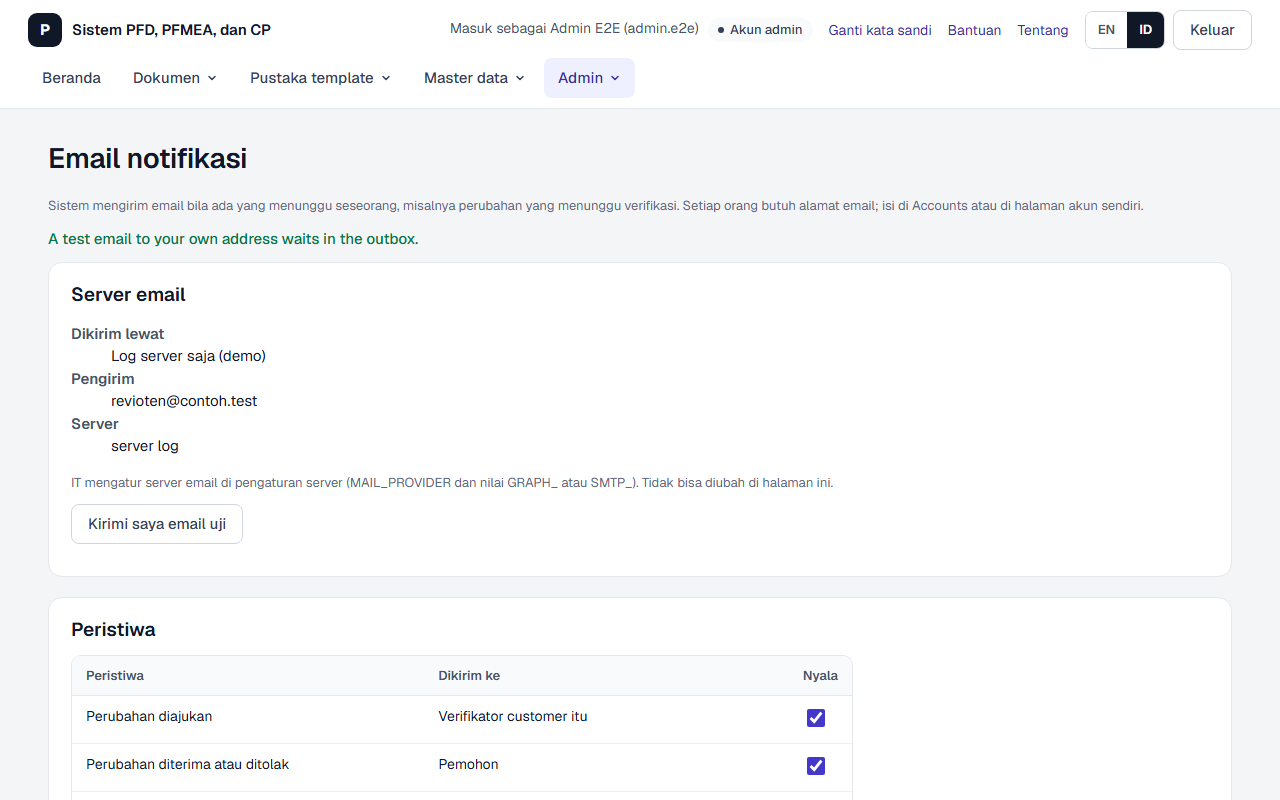 P Sistem PFD, PFMEA, dan CP
Masuk sebagai Admin E2E (admin.e2e) Akun admin Ganti kata sandi Bantuan Tentang EN ID Keluar
Beranda Dokumen Pustaka template Master data Admin
Email notifikasi
Sistem mengirim email bila ada yang menunggu seseorang, misalnya perubahan yang menunggu verifikasi. Setiap orang butuh alamat email; isi di Accounts atau di halaman akun sendiri.
A test email to your own address waits in the outbox.
Server email
Dikirim lewat
Log server saja (demo)
Pengirim
revioten@contoh.test
Server
server log
IT mengatur server email di pengaturan server (MAIL_PROVIDER dan nilai GRAPH_ atau SMTP_). Tidak bisa diubah di halaman ini.
Kirimi saya email uji
Peristiwa
Peristiwa Dikirim ke Nyala
Perubahan diajukan Verifikator customer itu
Perubahan diterima atau ditolak Pemohon